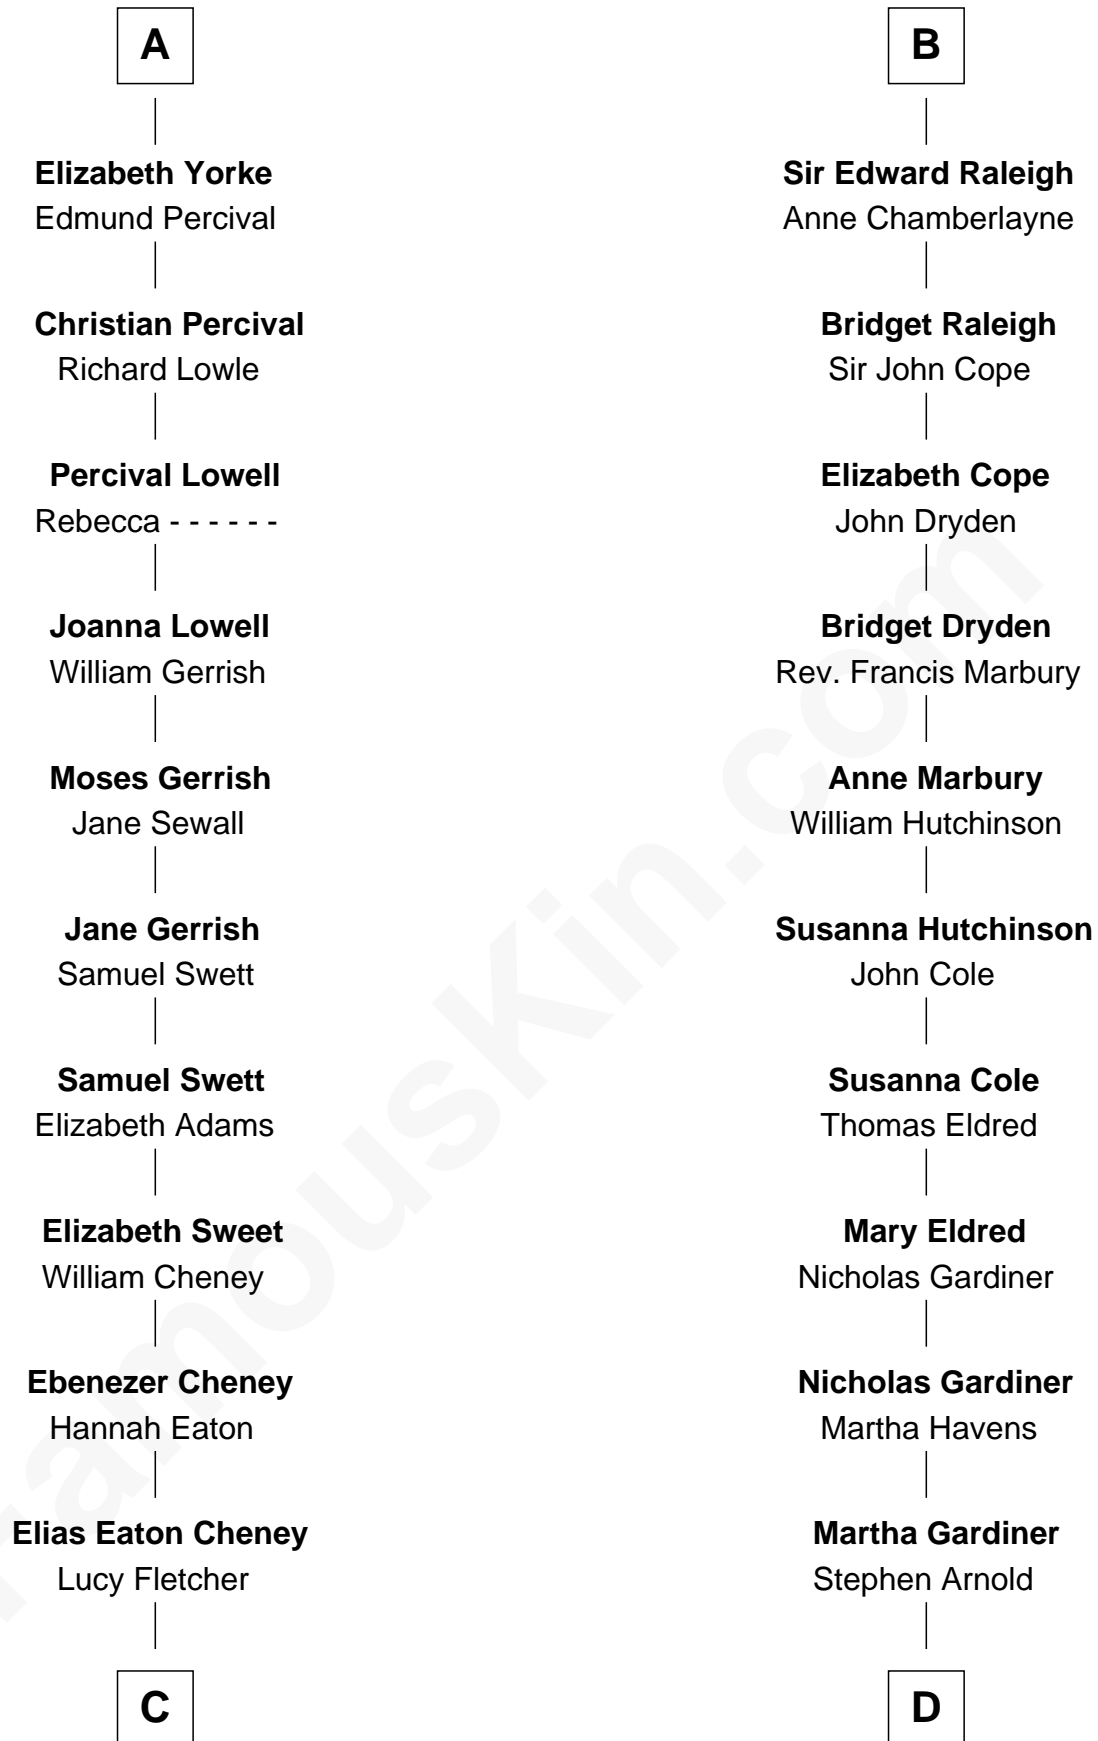 A
Elizabeth Yorke
Edmund Percival
Christian Percival
Richard Lowle
Percival Lowell
Rebecca - - - - - -
Joanna Lowell
William Gerrish
Moses Gerrish
Jane Sewall
Jane Gerrish
Samuel Swett
Samuel Swett
Elizabeth Adams
Elizabeth Sweet
William Cheney
Ebenezer Cheney
Hannah Eaton
Elias Eaton Cheney
Lucy Fletcher
C
B
Sir Edward Raleigh
Anne Chamberlayne
Bridget Raleigh
Sir John Cope
Elizabeth Cope
John Dryden
Bridget Dryden
Rev. Francis Marbury
Anne Marbury
William Hutchinson
Susanna Hutchinson
John Cole
Susanna Cole
Thomas Eldred
Mary Eldred
Nicholas Gardiner
Nicholas Gardiner
Martha Havens
Martha Gardiner
Stephen Arnold
D
FamousKin.com